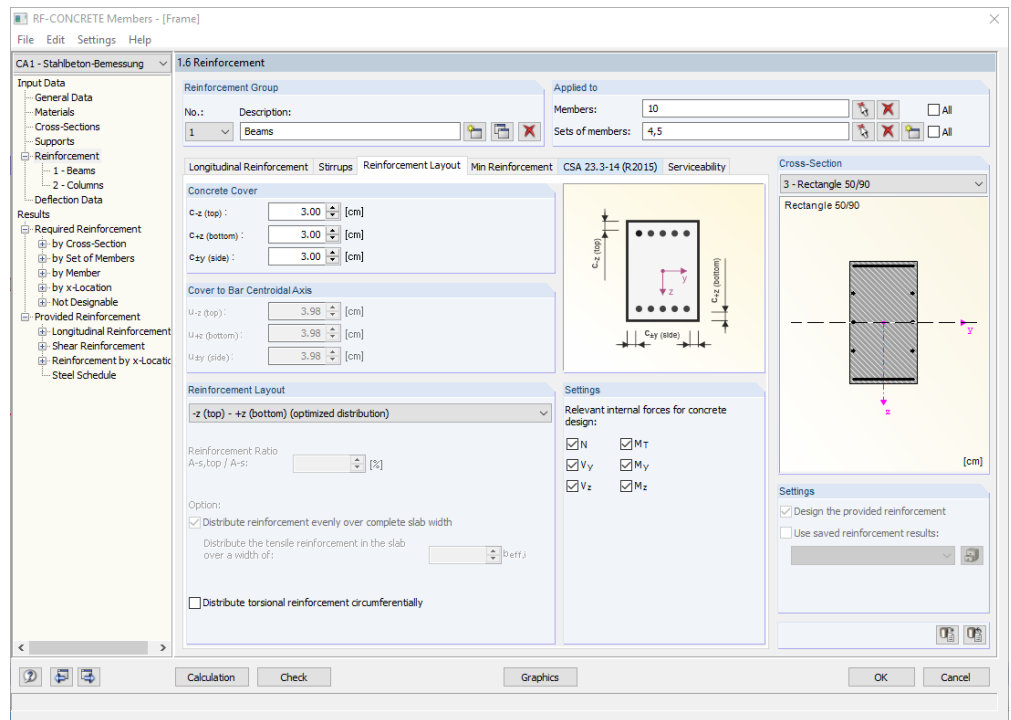 RF-CONCRETE Members - [Frame]
File Edit Settings Help
CA1 - Stahlbeton-Bemessung
Input Data
General Data
Materials
Cross-Sections
Supports
Reinforcement
1 - Beams
2 - Columns
Deflection Data
Results
Required Reinforcement
by Cross-Section
by Set of Members
by Member
by x-Location
Not Designable
Provided Reinforcement
Longitudinal Reinforcement
Shear Reinforcement
Reinforcement by x-Locatic
Steel Schedule
1.6 Reinforcement
Reinforcement Group
No.: Description:
1 Beams
Applied to
Members: 10 All
Sets of members: 4,5 All
Longitudinal Reinforcement Stirrups Reinforcement Layout Min Reinforcement CSA 23.3-14 (R2015) Serviceability
Concrete Cover
c-z (top) : 3.00 [cm]
c+z (bottom) : 3.00 [cm]
c±y (side) : 3.00 [cm]
Cover to Bar Centroidal Axis
u-z (top) : 3.98 [cm]
u+z (bottom) : 3.98 [cm]
u±y (side) : 3.98 [cm]
c-z (top)
y
z
c+z (bottom)
c±y (side)
Reinforcement Layout
-z (top) - +z (bottom) (optimized distribution)
Reinforcement Ratio
A-s,top / A-s: [%]
Option:
Distribute reinforcement evenly over complete slab width
Distribute the tensile reinforcement in the slab
over a width of: beff,i
Distribute torsional reinforcement circumferentially
Settings
Relevant internal forces for concrete
design:
N MT
Vy My
Vz Mz
Cross-Section
3 - Rectangle 50/90
Rectangle 50/90
y
z
[cm]
Settings
Design the provided reinforcement
Use saved reinforcement results:
Calculation Check Graphics OK Cancel